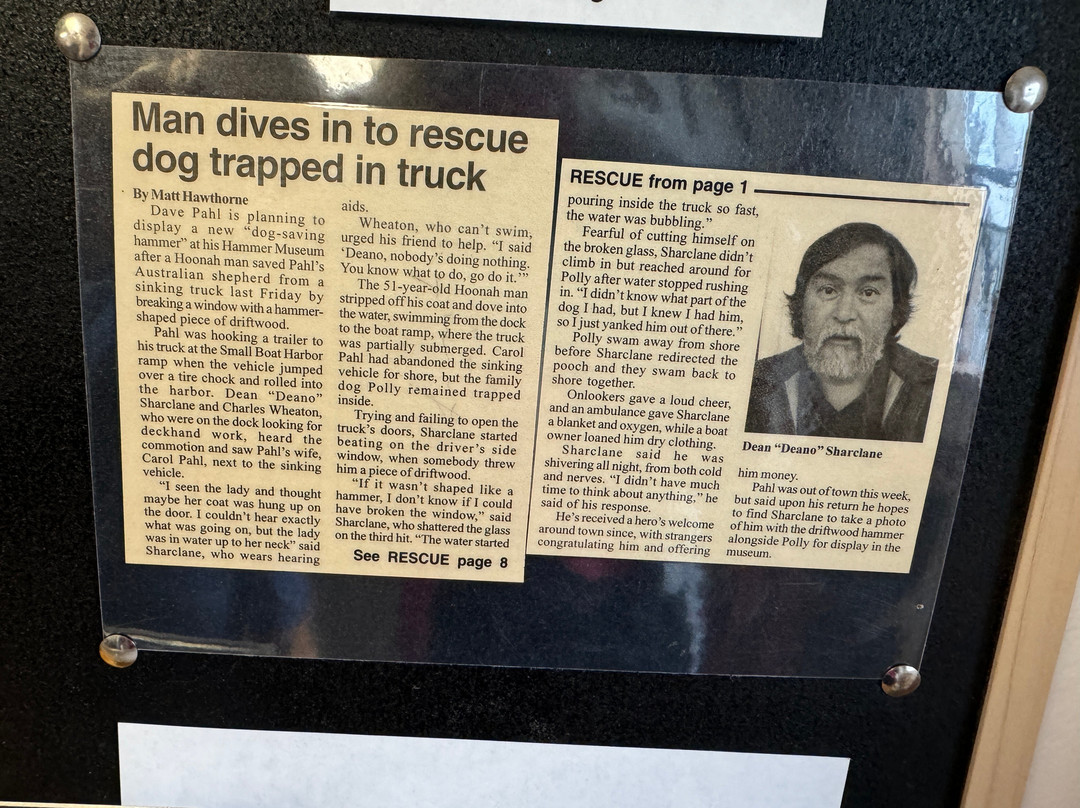 Man dives in to rescue
dog trapped in truck
By Matt Hawthorne
Dave Pahl is planning to
display a new "dog-saving
hammer" at his Hammer Museum
after a Hoonah man saved Pahl's
Australian shepherd from a
sinking truck last Friday by
breaking a window with a hammer-
shaped piece of driftwood.
Pahl was hooking a trailer to
his truck at the Small Boat Harbor
ramp when the vehicle jumped
over a tire chock and rolled into
the harbor. Dean "Deano"
Sharclane and Charles Wheaton,
who were on the dock looking for
deckhand work, heard the
commotion and saw Pahl's wife,
Carol Pahl, next to the sinking
vehicle.
"I seen the lady and thought
maybe her coat was hung up on
the door. I couldn't hear exactly
what was going on, but the lady
was in water up to her neck" said
Sharclane, who wears hearing
aids.
Wheaton, who can't swim,
urged his friend to help. "I said
'Deano, nobody's doing nothing.
You know what to do, go do it.'"
The 51-year-old Hoonah man
stripped off his coat and dove into
the water, swimming from the dock
to the boat ramp, where the truck
was partially submerged. Carol
Pahl had abandoned the sinking
vehicle for shore, but the family
dog Polly remained trapped
inside.
Trying and failing to open the
truck's doors, Sharclane started
beating on the driver's side
window, when somebody threw
him a piece of driftwood.
"If it wasn't shaped like a
hammer, I don't know if I could
have broken the window," said
Sharclane, who shattered the glass
on the third hit. "The water started
See RESCUE page 8
RESCUE from page 1
pouring inside the truck so fast,
the water was bubbling."
Fearful of cutting himself on
the broken glass, Sharclane didn't
climb in but reached around for
Polly after water stopped rushing
in. "I didn't know what part of the
dog I had, but I knew I had him,
so I just yanked him out of there."
Polly swam away from shore
before Sharclane redirected the
pooch and they swam back to
shore together.
Onlookers gave a loud cheer,
and an ambulance gave Sharclane
a blanket and oxygen, while a boat
owner loaned him dry clothing.
Sharclane said he was
shivering all night, from both cold
and nerves. "I didn't have much
time to think about anything," he
said of his response.
He's received a hero's welcome
around town since, with strangers
congratulating him and offering
Dean "Deano" Sharclane
him money.
Pahl was out of town this week,
but said upon his return he hopes
to find Sharclane to take a photo
of him with the driftwood hammer
alongside Polly for display in the
museum.